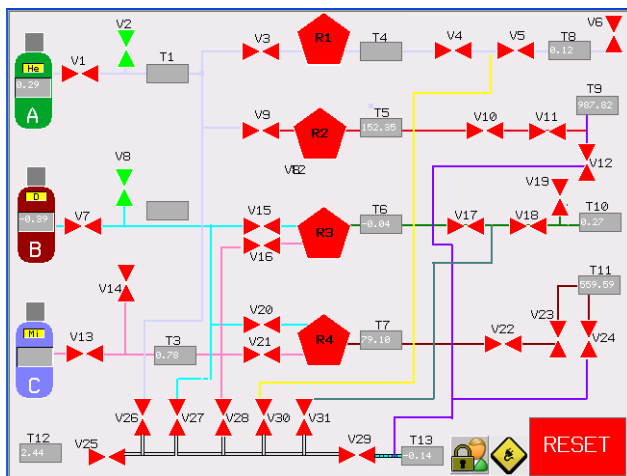 V2 V6
T1 V3 R1 T4 V4 V5 T8
He V1 0.12
0.29
A T9
V9 T5 987.82
R2 152.35 V10 V11
V8 V12
D V19
-0.39 V7 V15 T6 V17 V18 T10
B R3 -0.04 0.27
V16
V14 T11
V20 T7 559.59
Mi V13 T3 R4 V22 V23 V24
0.78 V21 79.10
C
V26 V27 V28 V30 V31
T12 V25 V29 T13
2.44 -0.14
RESET